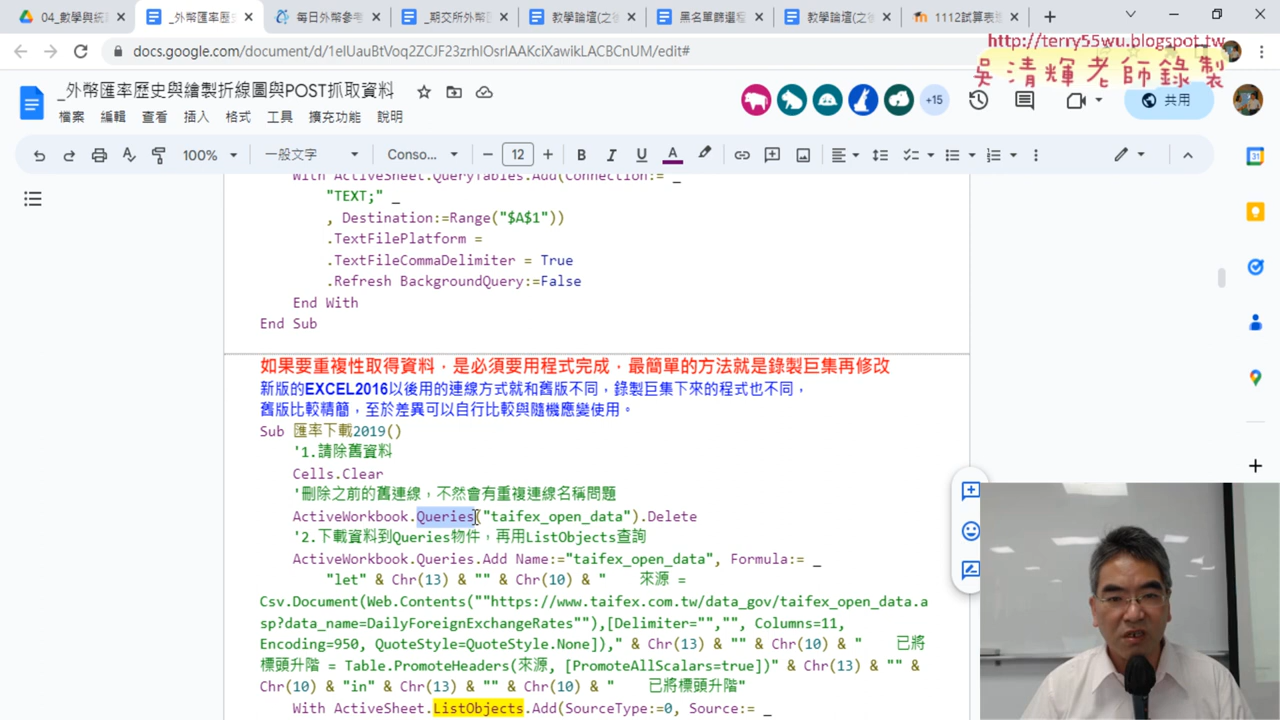 04_數學與統
_外幣匯率歷史
每日外幣參考
_期交所外幣
教學論壇(之後
黑名單篩選程
教學論壇(之後
1112試算表
docs.google.com/document/d/1elUauBtVoq2ZCJF23zrhlOsrlAAKciXawikLACBCnUM/edit#
http://terry55wu.blogspot.tw
吳清輝老師錄製
_外幣匯率歷史與繪製折線圖與POST抓取資料
+15
共用
檔案 編輯 查看 插入 格式 工具 擴充功能 說明
100% 一般文字 Conso... 12 B I U A
With ActiveSheet.QueryTables.Add(Connection:= _
"TEXT;" _
, Destination:=Range("$A$1"))
.TextFilePlatform =
.TextFileCommaDelimiter = True
.Refresh BackgroundQuery:=False
End With
End Sub
如果要重複性取得資料，是必須要用程式完成，最簡單的方法就是錄製巨集再修改
新版的EXCEL2016以後用的連線方式就和舊版不同，錄製巨集下來的程式也不同，
舊版比較精簡，至於差異可以自行比較與隨機應變使用。
Sub 匯率下載2019()
'1.請除舊資料
Cells.Clear
'刪除之前的舊連線，不然會有重複連線名稱問題
ActiveWorkbook.Queries("taifex_open_data").Delete
'2.下載資料到Queries物件，再用ListObjects查詢
ActiveWorkbook.Queries.Add Name:="taifex_open_data", Formula:= _
"let" & Chr(13) & "" & Chr(10) & " 來源 =
Csv.Document(Web.Contents(""https://www.taifex.com.tw/data_gov/taifex_open_data.a
sp?data_name=DailyForeignExchangeRates""),[Delimiter="","", Columns=11,
Encoding=950, QuoteStyle=QuoteStyle.None])," & Chr(13) & "" & Chr(10) & " 已將
標頭升階 = Table.PromoteHeaders(來源, [PromoteAllScalars=true])" & Chr(13) & "" &
Chr(10) & "in" & Chr(13) & "" & Chr(10) & " 已將標頭升階"
With ActiveSheet.ListObjects.Add(SourceType:=0, Source:= _